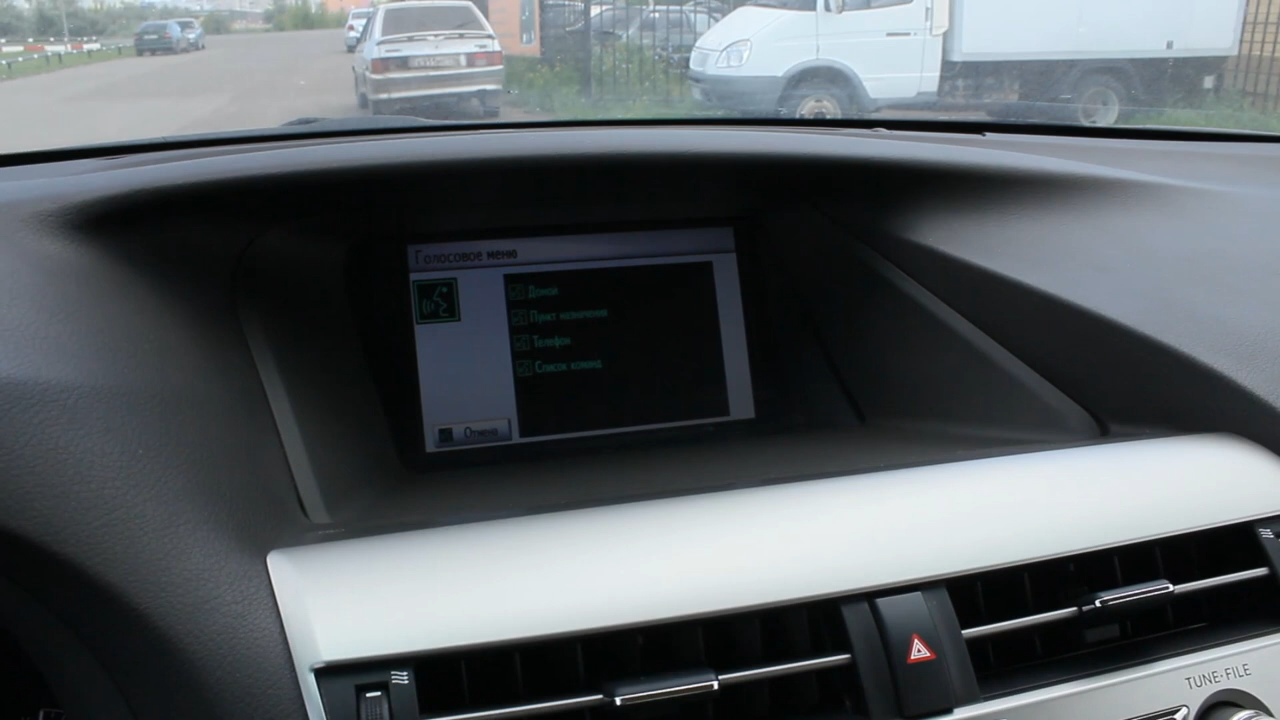 Голосовое меню
Домой
Пункт назначения
Телефон
Список команд
Отмена
TUNE·FILE